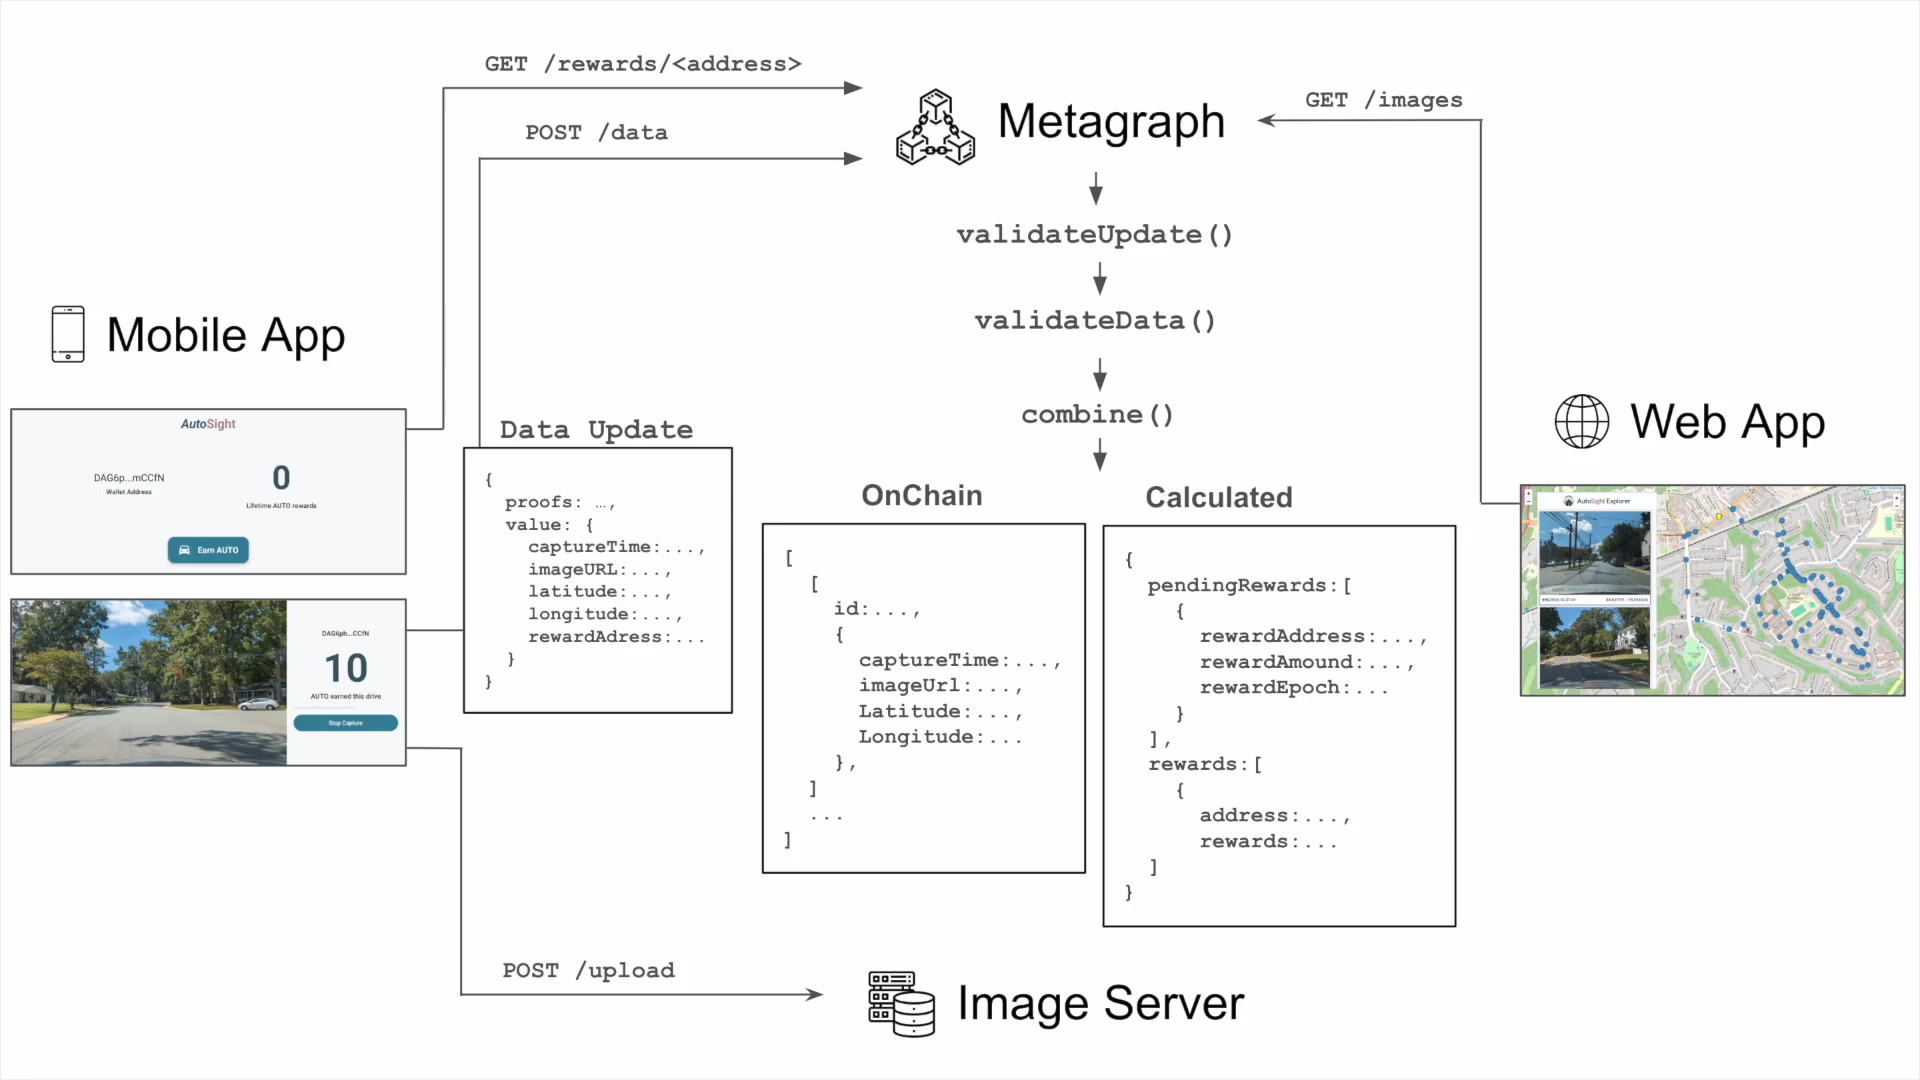 GET /rewards/<address>
POST /data
Metagraph
GET /images
validateUpdate()
validateData()
combine()
Mobile App
AutoSight
DAG6p...mCCfN
Wallet Address
0
Lifetime AUTO rewards
Earn AUTO
DAG6ph...CCfN
10
AUTO earned this drive
Stop Capture
Data Update
{
proofs: …,
value: {
captureTime:...,
imageURL:...,
latitude:...,
longitude:...,
rewardAdress:...
}
}
OnChain
[
[
id:...,
{
captureTime:...,
imageUrl:...,
Latitude:...,
Longitude:...
},
]
...
]
Calculated
{
pendingRewards:[
{
rewardAddress:...,
rewardAmound:...,
rewardEpoch:...
}
],
rewards:[
{
address:...,
rewards:...
]
}
Web App
AutoSight Explorer
POST /upload
Image Server